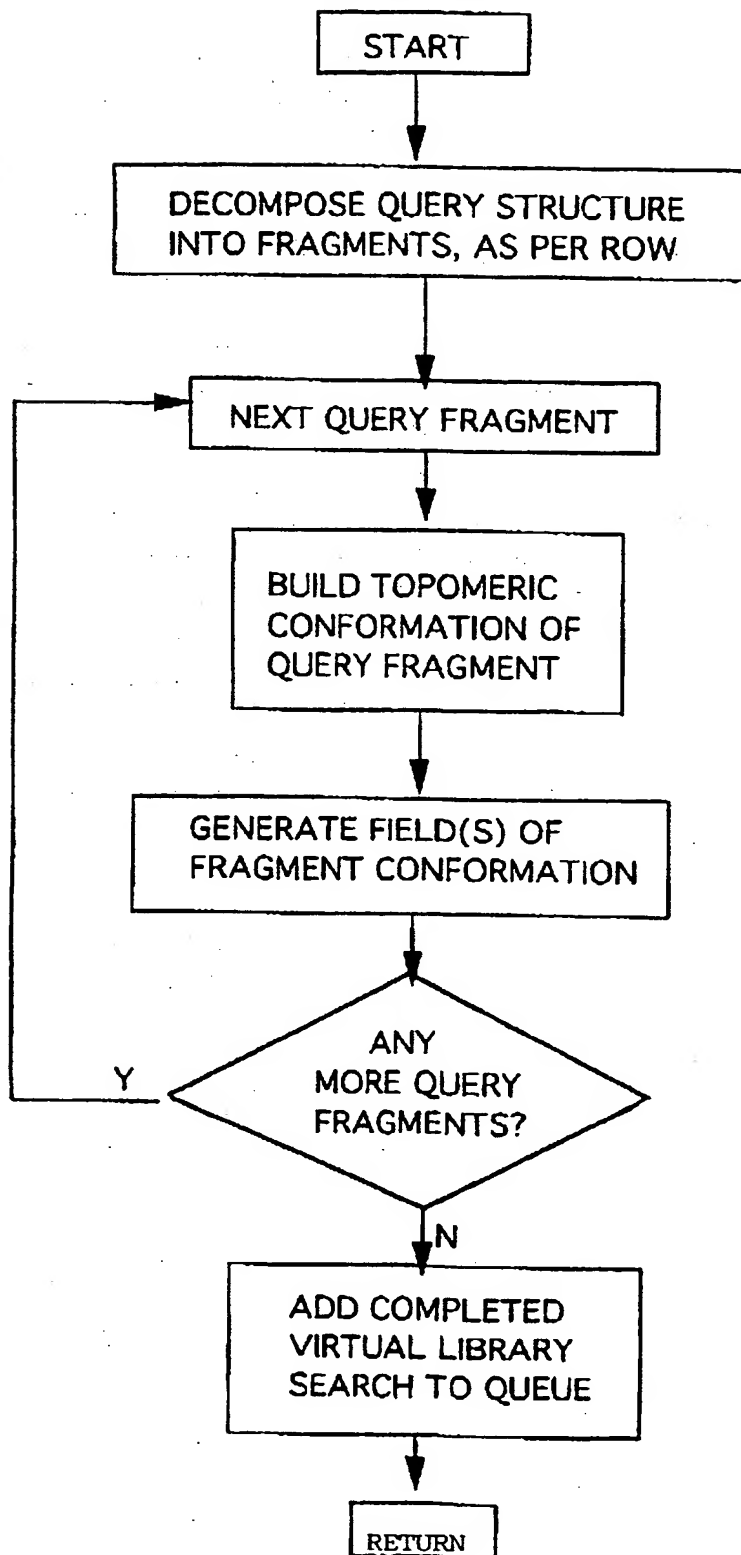 START
DECOMPOSE QUERY STRUCTURE
INTO FRAGMENTS, AS PER ROW
NEXT QUERY FRAGMENT
BUILD TOPOMERIC
CONFORMATION OF
QUERY FRAGMENT
GENERATE FIELD(S) OF
FRAGMENT CONFORMATION
ANY
MORE QUERY
FRAGMENTS?
Y
N
ADD COMPLETED
VIRTUAL LIBRARY
SEARCH TO QUEUE
RETURN